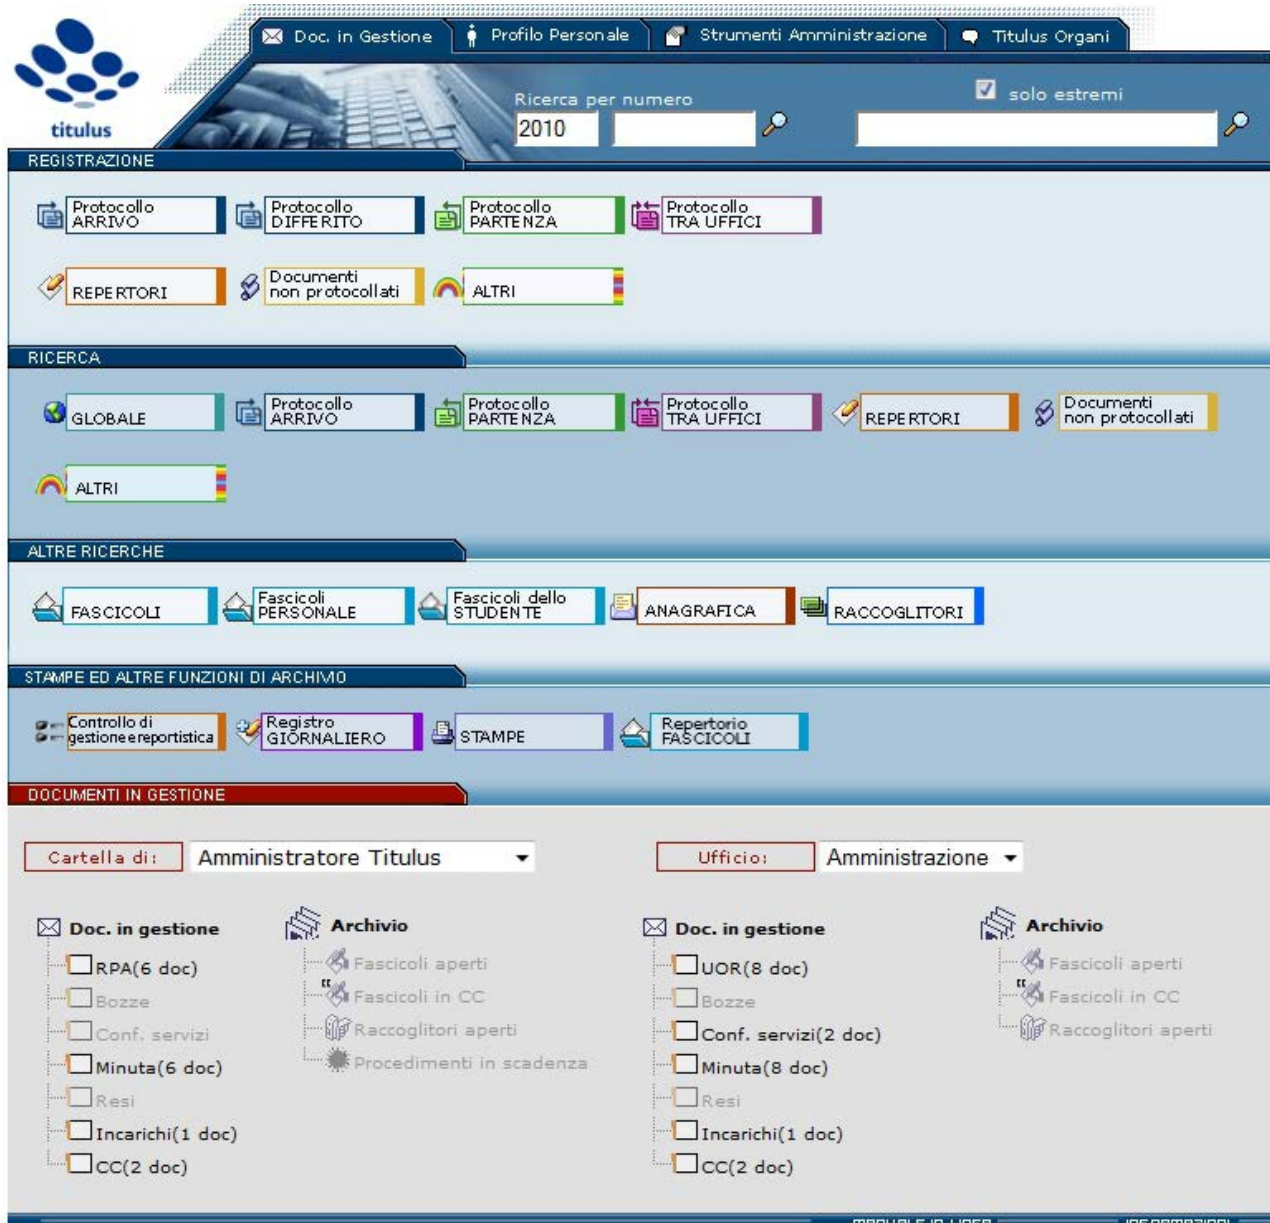 Doc. in Gestione Profilo Personale Strumenti Amministrazione Titulus Organi
titulus
Ricerca per numero
solo estremi
2010
REGISTRAZIONE
Protocollo ARRIVO
Protocollo DIFFERITO
Protocollo PARTENZA
Protocollo TRA UFFICI
REPERTORI
Documenti non protocollati
ALTRI
RICERCA
GLOBALE
Protocollo ARRIVO
Protocollo PARTENZA
Protocollo TRA UFFICI
REPERTORI
Documenti non protocollati
ALTRI
ALTRE RICERCHE
FASCICOLI
Fascicoli PERSONALE
Fascicoli dello STUDENTE
ANAGRAFICA
RACCOGLITORI
STAMPE ED ALTRE FUNZIONI DI ARCHIVIO
Controllo di gestione e reportistica
Registro GIORNALIERO
STAMPE
Repertorio FASCICOLI
DOCUMENTI IN GESTIONE
Cartella di: Amministratore Titulus
Doc. in gestione
RPA(6 doc)
Bozze
Conf. servizi
Minuta(6 doc)
Resi
Incarichi(1 doc)
CC(2 doc)
Archivio
Fascicoli aperti
Fascicoli in CC
Raccoglitori aperti
Procedimenti in scadenza
Ufficio: Amministrazione
Doc. in gestione
UOR(8 doc)
Bozze
Conf. servizi(2 doc)
Minuta(8 doc)
Resi
Incarichi(1 doc)
CC(2 doc)
Archivio
Fascicoli aperti
Fascicoli in CC
Raccoglitori aperti